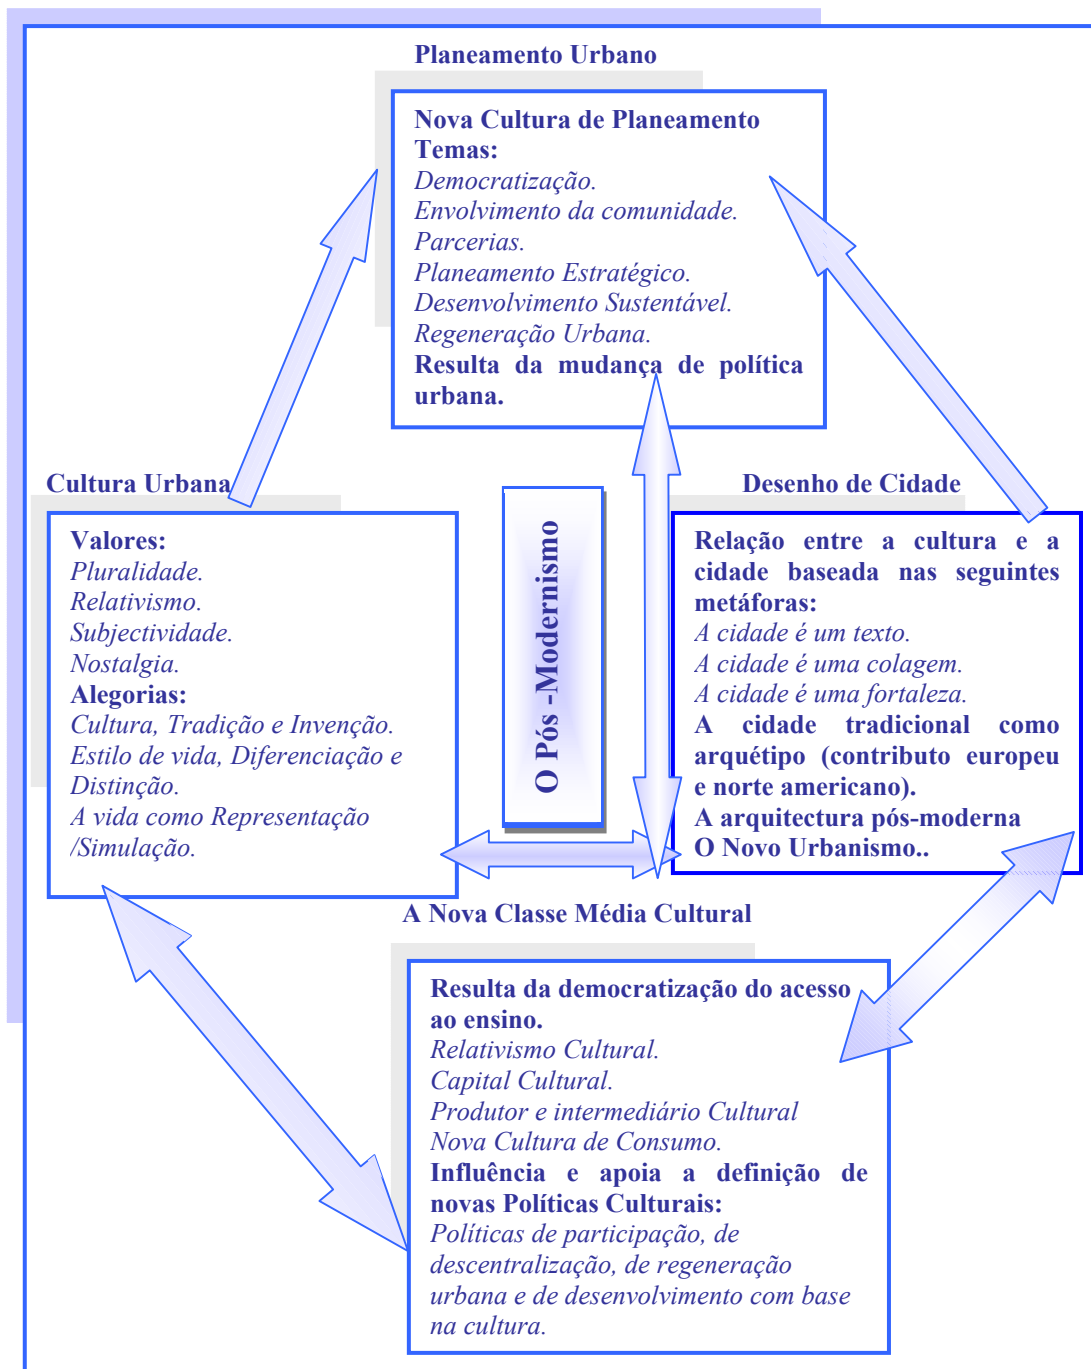 Planeamento Urbano
Nova Cultura de Planeamento
Temas:
Democratização.
Envolvimento da comunidade.
Parcerias.
Planeamento Estratégico.
Desenvolvimento Sustentável.
Regeneração Urbana.
Resulta da mudança de política
urbana.
Cultura Urbana
Valores:
Pluralidade.
Relativismo.
Subjectividade.
Nostalgia.
Alegorias:
Cultura, Tradição e Invenção.
Estilo de vida, Diferenciação e
Distinção.
A vida como Representação
/Simulação.
O Pós -Modernismo
Desenho de Cidade
Relação entre a cultura e a
cidade baseada nas seguintes
metáforas:
A cidade é um texto.
A cidade é uma colagem.
A cidade é uma fortaleza.
A cidade tradicional como
arquétipo (contributo europeu
e norte americano).
A arquitectura pós-moderna
O Novo Urbanismo..
A Nova Classe Média Cultural
Resulta da democratização do acesso
ao ensino.
Relativismo Cultural.
Capital Cultural.
Produtor e intermediário Cultural
Nova Cultura de Consumo.
Influência e apoia a definição de
novas Políticas Culturais:
Políticas de participação, de
descentralização, de regeneração
urbana e de desenvolvimento com base
na cultura.